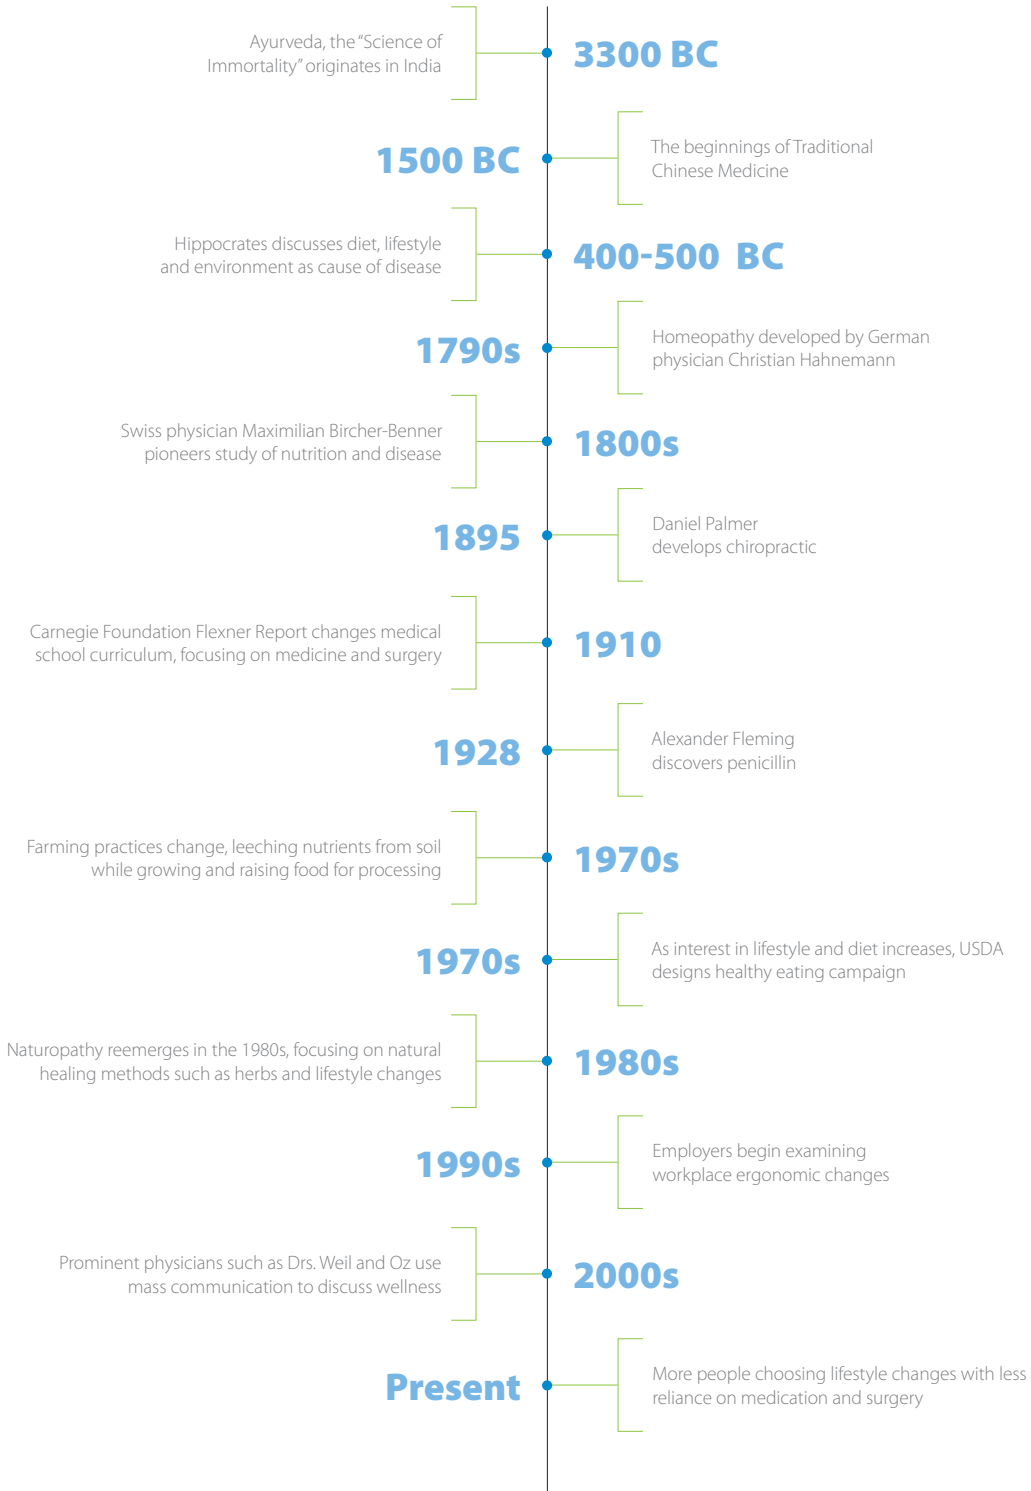 Ayurveda, the “Science of
Immortality” originates in India
3300 BC
1500 BC
The beginnings of Traditional
Chinese Medicine
Hippocrates discusses diet, lifestyle
and environment as cause of disease
400-500 BC
1790s
Homeopathy developed by German
physician Christian Hahnemann
Swiss physician Maximilian Bircher-Benner
pioneers study of nutrition and disease
1800s
1895
Daniel Palmer
develops chiropractic
Carnegie Foundation Flexner Report changes medical
school curriculum, focusing on medicine and surgery
1910
1928
Alexander Fleming
discovers penicillin
Farming practices change, leeching nutrients from soil
while growing and raising food for processing
1970s
1970s
As interest in lifestyle and diet increases, USDA
designs healthy eating campaign
Naturopathy reemerges in the 1980s, focusing on natural
healing methods such as herbs and lifestyle changes
1980s
1990s
Employers begin examining
workplace ergonomic changes
Prominent physicians such as Drs. Weil and Oz use
mass communication to discuss wellness
2000s
Present
More people choosing lifestyle changes with less
reliance on medication and surgery